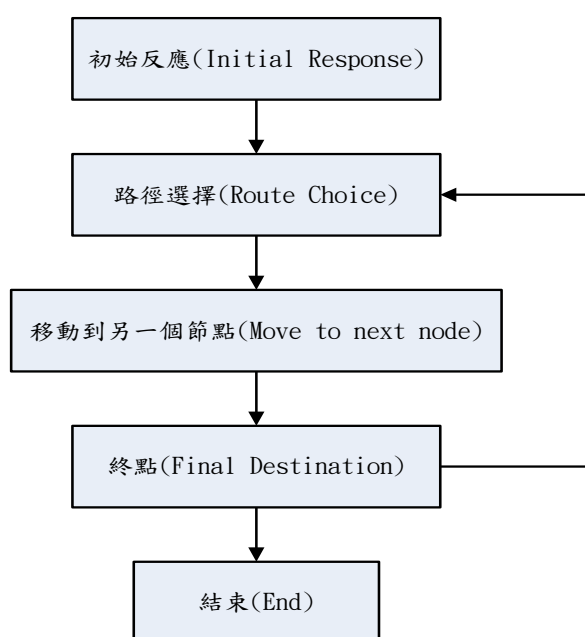 初始反應(Initial Response)
路徑選擇(Route Choice)
移動到另一個節點(Move to next node)
終點(Final Destination)
結束(End)